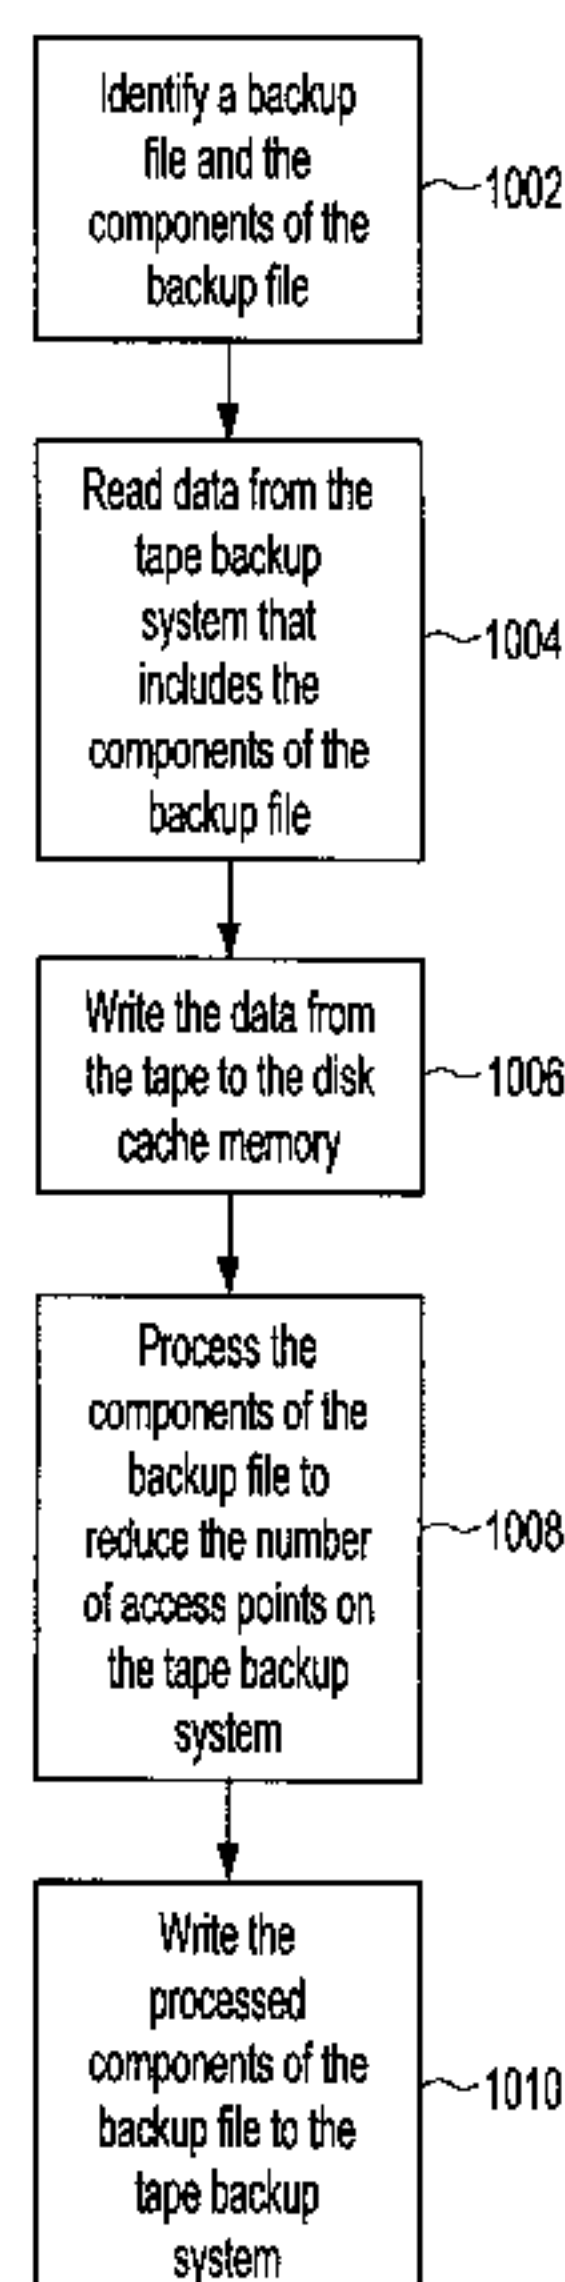 Identify a backup
file and the
components of the
backup file
1002
Read data from the
tape backup
system that
includes the
components of the
backup file
1004
Write the data from
the tape to the disk
cache memory
1006
Process the
components of the
backup file to
reduce the number
of access points on
the tape backup
system
1008
Write the
processed
components of the
backup file to the
tape backup
system
1010